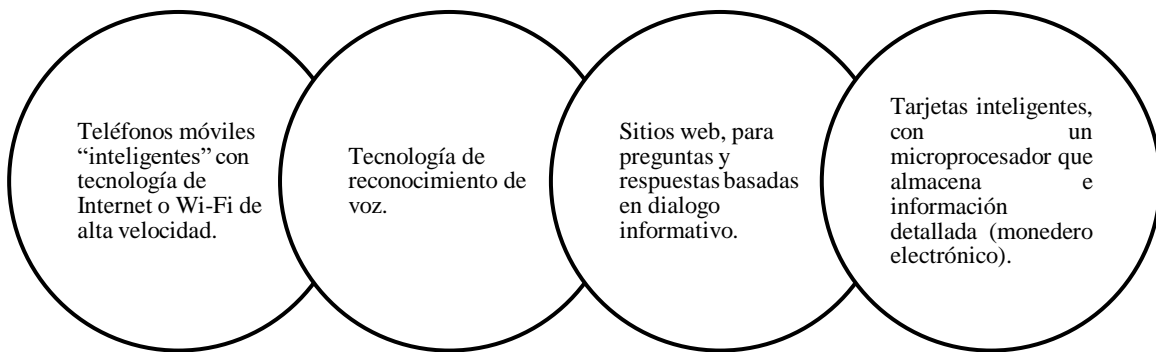 Teléfonos móviles
“inteligentes” con
tecnología de
Internet o Wi-Fi de
alta velocidad.
Tecnología de
reconocimiento de
voz.
Sitios web, para
preguntas y
respuestas basadas
en dialogo
informativo.
Tarjetas inteligentes,
con un
microprocesador que
almacena e
información
detallada (monedero
electrónico).